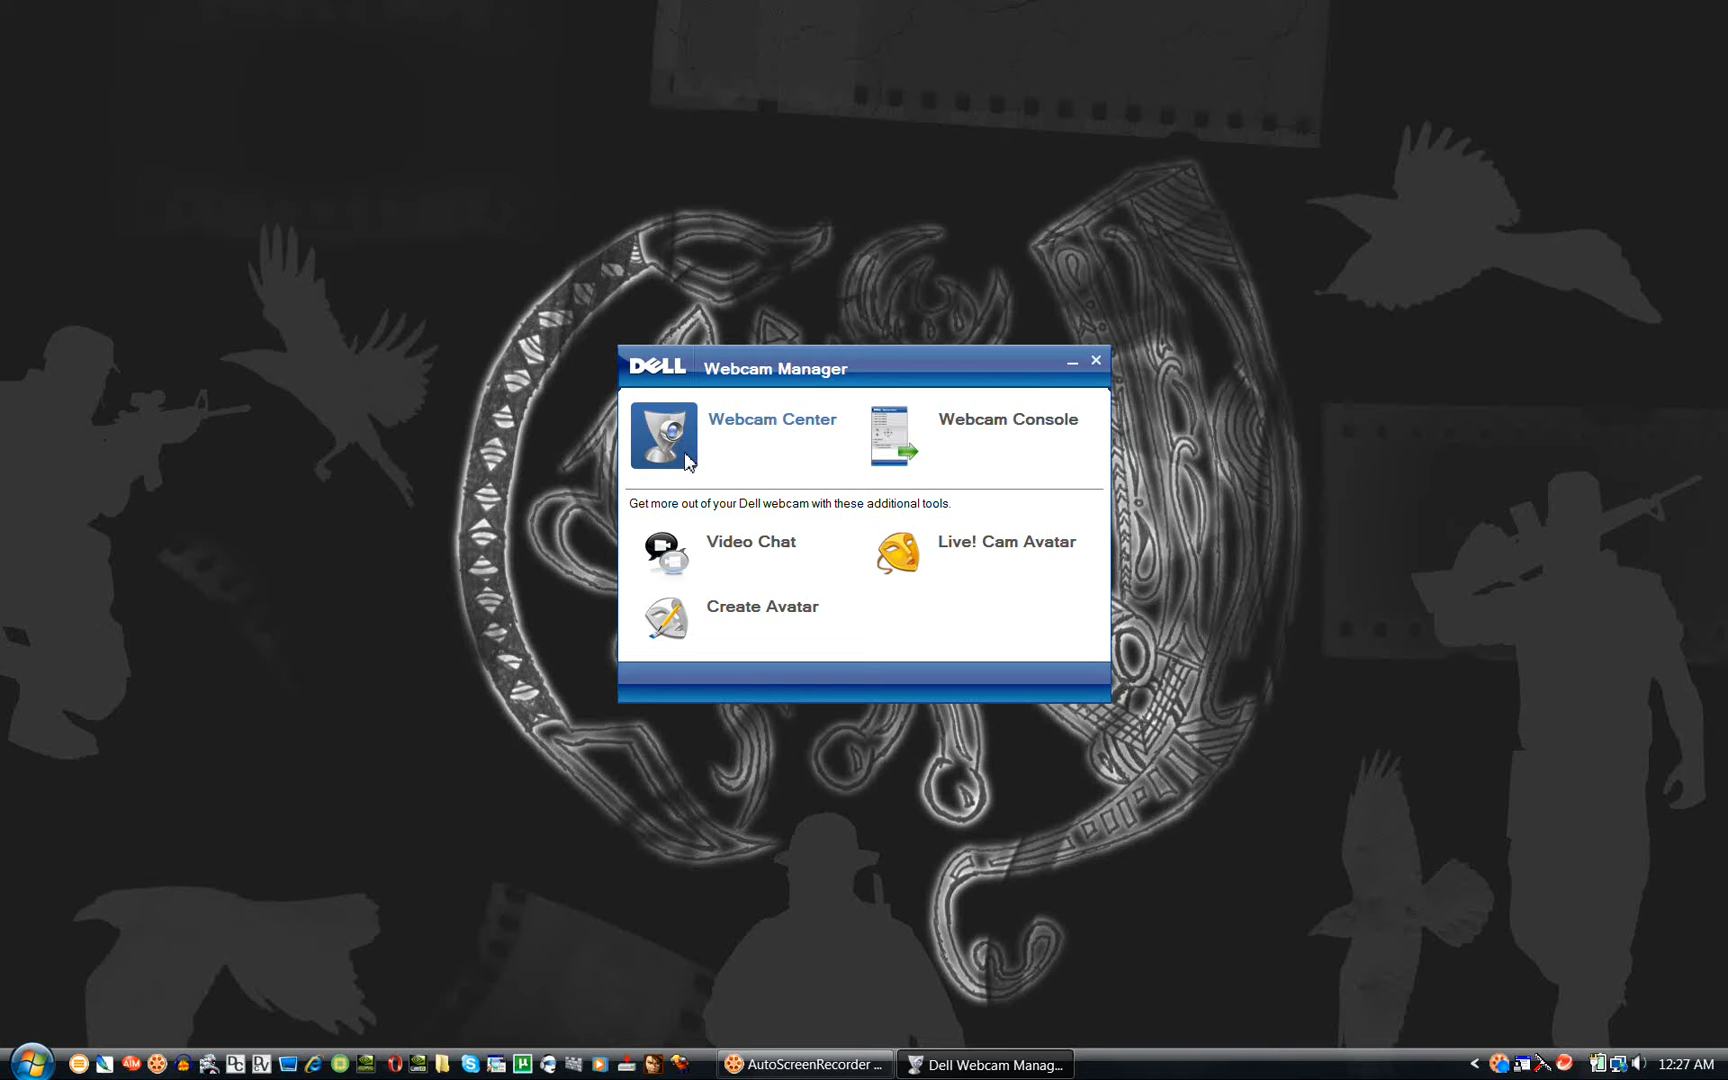 DELL Webcam Manager
Webcam Center
Webcam Console
Get more out of your Dell webcam with these additional tools.
Video Chat
Live! Cam Avatar
Create Avatar
AutoScreenRecorder ...
Dell Webcam Manag...
12:27 AM